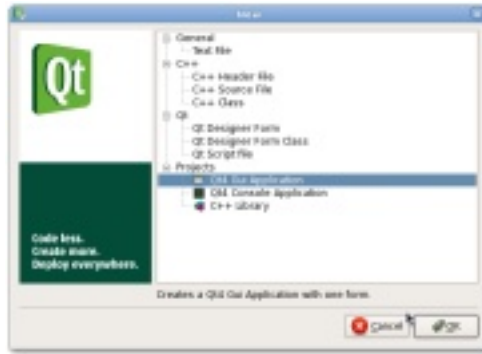 New
Qt
Code less.
Create more.
Deploy everywhere.
General
Text File
C++
C++ Header File
C++ Source File
C++ Class
Qt
Qt Designer Form
Qt Designer Form Class
Qt Script file
Projects
Qt4 Gui Application
Qt4 Console Application
C++ Library
Creates a Qt4 Gui Application with one form.
Cancel
OK